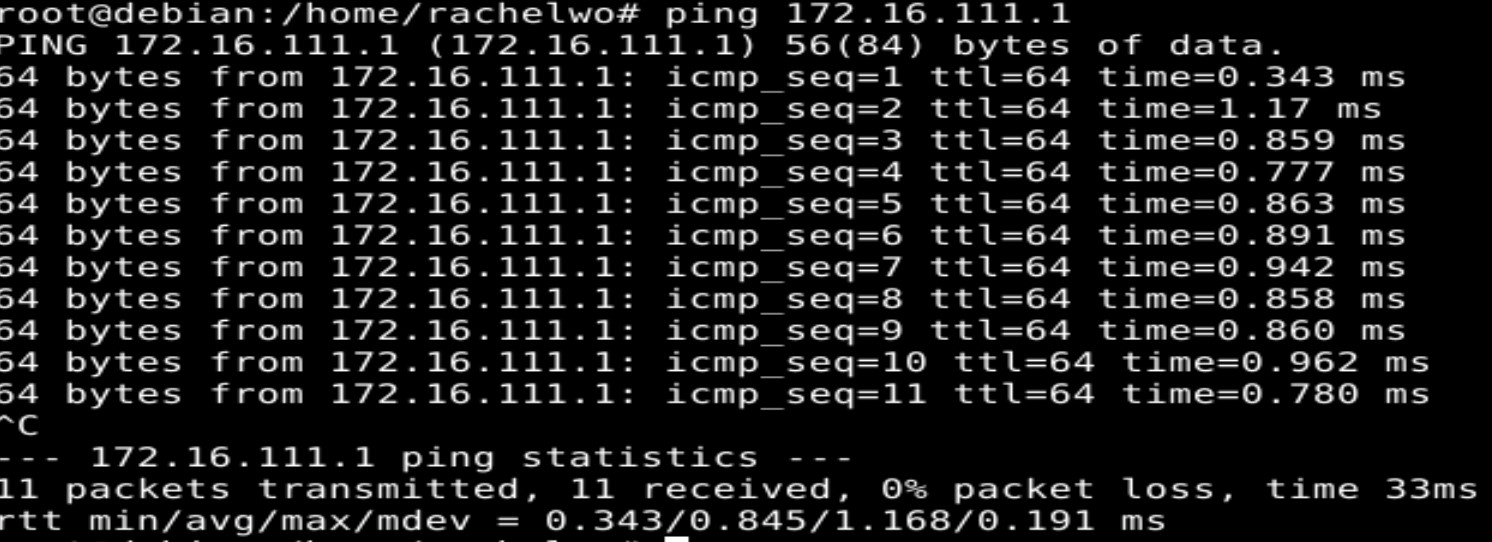 root@debian:/home/rachelwo# ping 172.16.111.1
PING 172.16.111.1 (172.16.111.1) 56(84) bytes of data.
64 bytes from 172.16.111.1: icmp_seq=1 ttl=64 time=0.343 ms
64 bytes from 172.16.111.1: icmp_seq=2 ttl=64 time=1.17 ms
64 bytes from 172.16.111.1: icmp_seq=3 ttl=64 time=0.859 ms
64 bytes from 172.16.111.1: icmp_seq=4 ttl=64 time=0.777 ms
64 bytes from 172.16.111.1: icmp_seq=5 ttl=64 time=0.863 ms
64 bytes from 172.16.111.1: icmp_seq=6 ttl=64 time=0.891 ms
64 bytes from 172.16.111.1: icmp_seq=7 ttl=64 time=0.942 ms
64 bytes from 172.16.111.1: icmp_seq=8 ttl=64 time=0.858 ms
64 bytes from 172.16.111.1: icmp_seq=9 ttl=64 time=0.860 ms
64 bytes from 172.16.111.1: icmp_seq=10 ttl=64 time=0.962 ms
64 bytes from 172.16.111.1: icmp_seq=11 ttl=64 time=0.780 ms
^C
--- 172.16.111.1 ping statistics ---
11 packets transmitted, 11 received, 0% packet loss, time 33ms
rtt min/avg/max/mdev = 0.343/0.845/1.168/0.191 ms